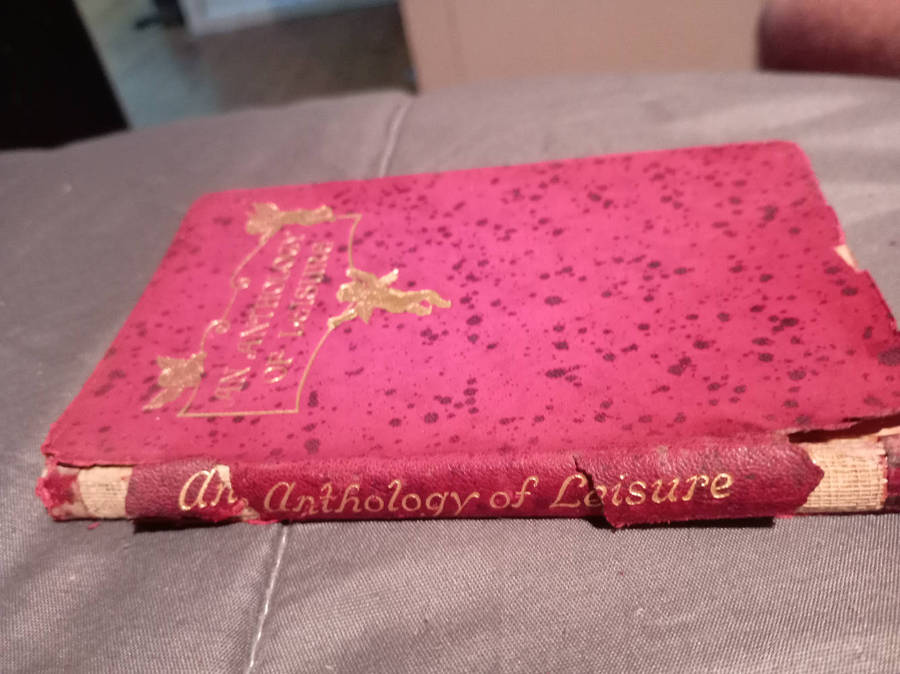 AN ANTHOLOGY
OF LEISURE
An Anthology of Leisure